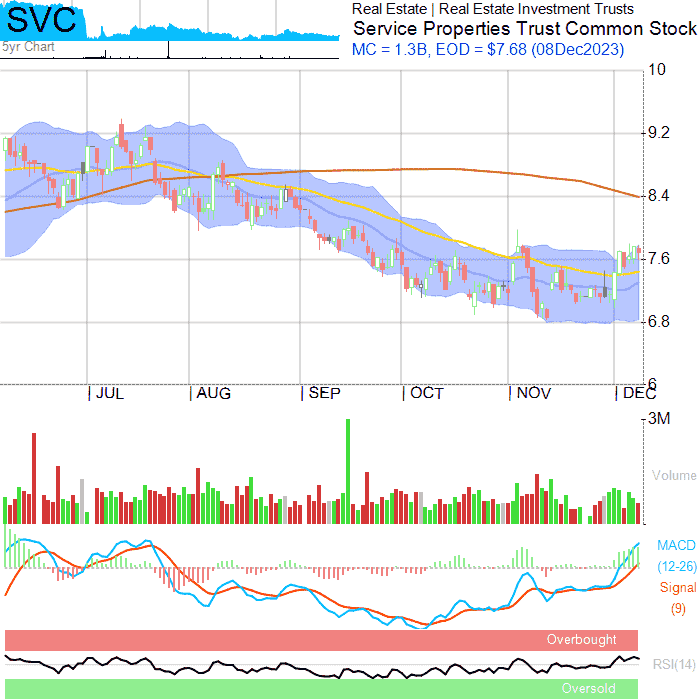 SVC
5yr Chart
Real Estate | Real Estate Investment Trusts
Service Properties Trust Common Stock
MC = 1.3B, EOD = $7.68 (08Dec2023)
10
9.2
8.4
7.6
6.8
6
JUL
AUG
SEP
OCT
NOV
DEC
3M
Volume
MACD
(12-26)
Signal
(9)
Overbought
RSI(14)
Oversold